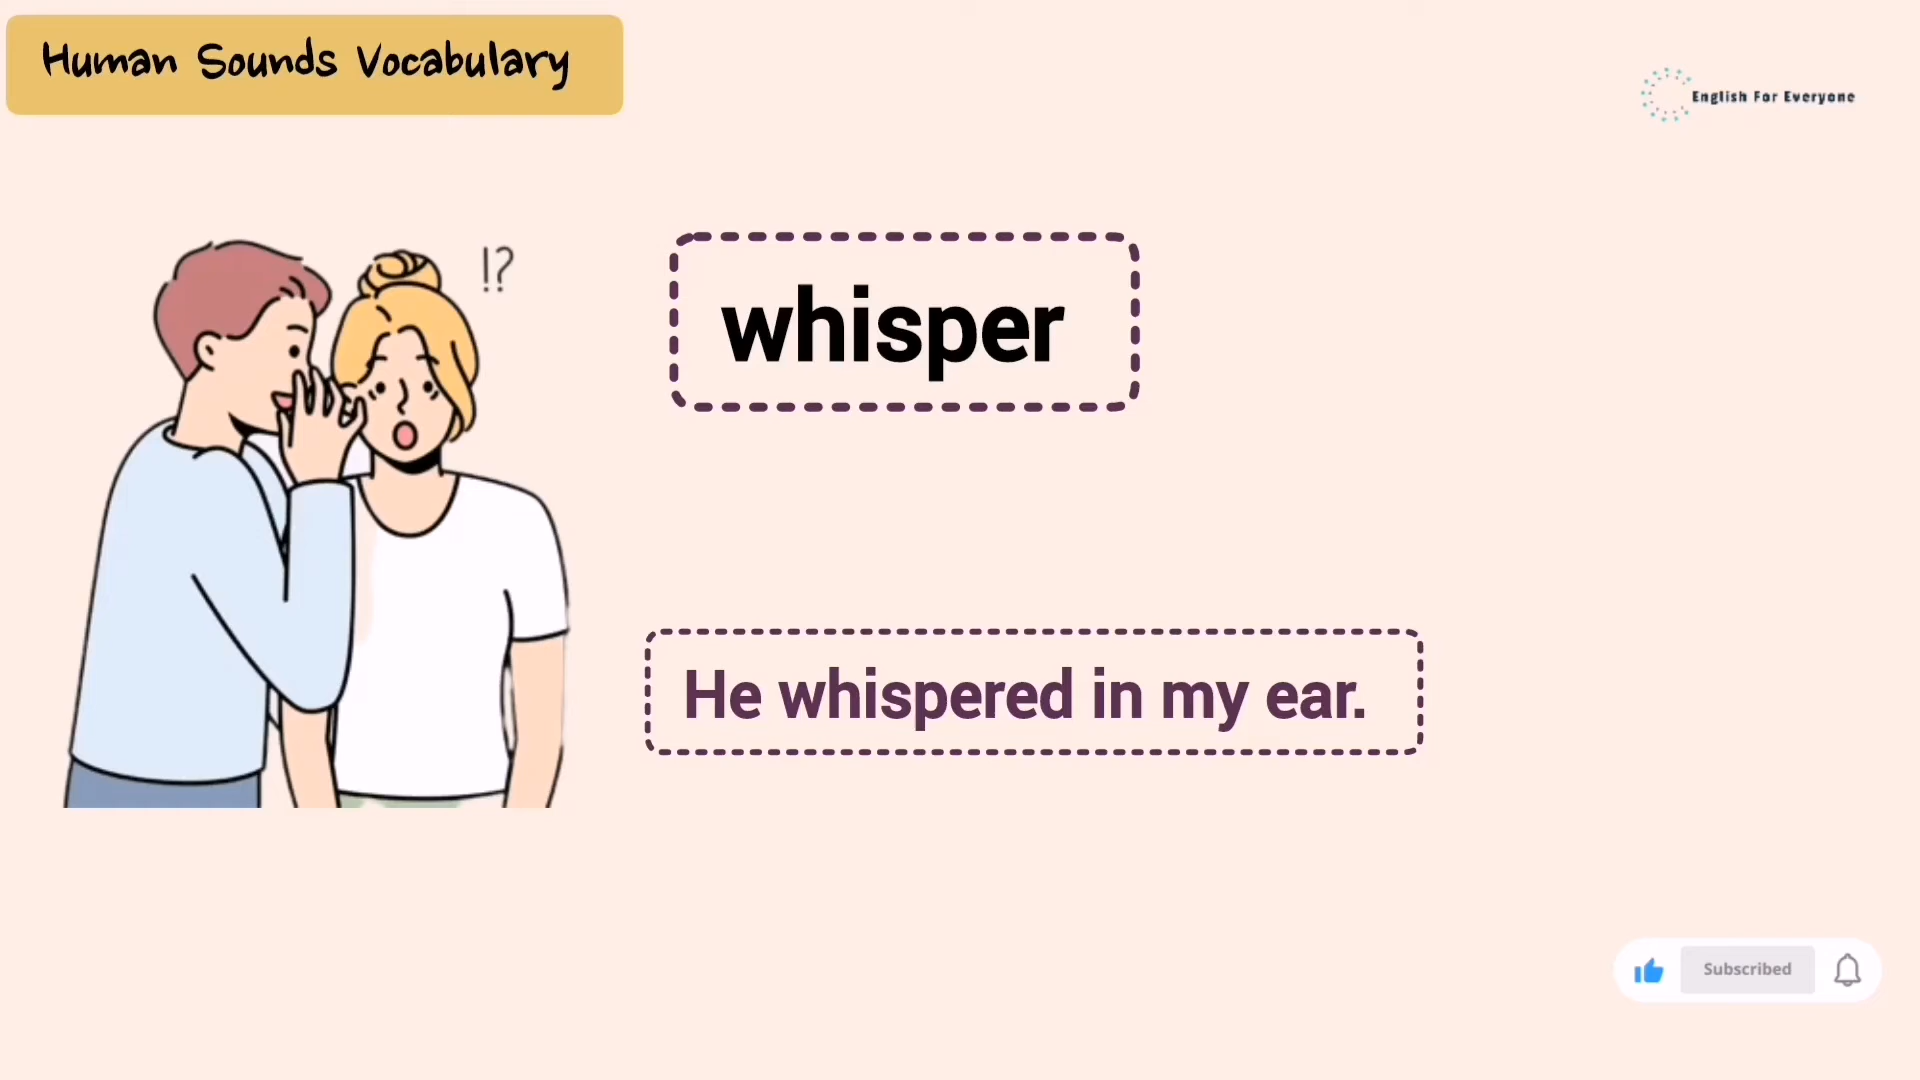 Human Sounds Vocabulary
English For Everyone
!?
whisper
He whispered in my ear.
Subscribed